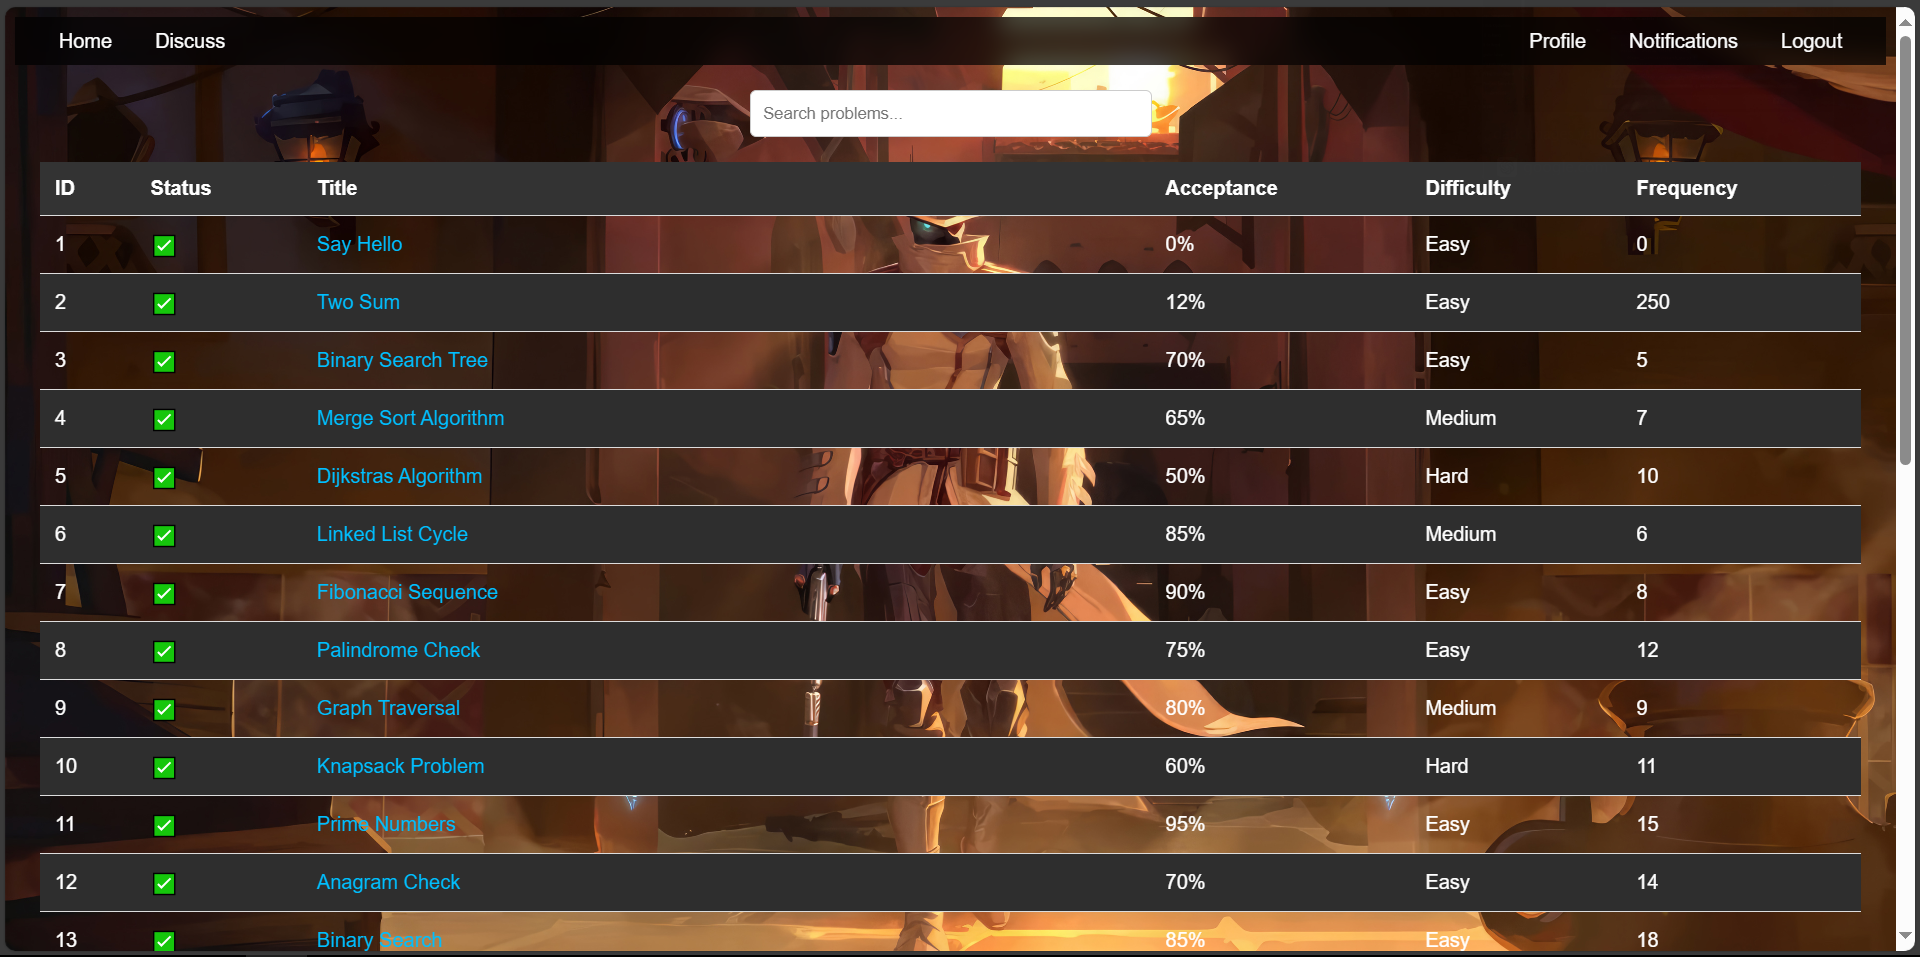 Home Discuss Profile Notifications Logout
Search problems...
ID Status Title Acceptance Difficulty Frequency
1 Say Hello 0% Easy 0
2 Two Sum 12% Easy 250
3 Binary Search Tree 70% Easy 5
4 Merge Sort Algorithm 65% Medium 7
5 Dijkstras Algorithm 50% Hard 10
6 Linked List Cycle 85% Medium 6
7 Fibonacci Sequence 90% Easy 8
8 Palindrome Check 75% Easy 12
9 Graph Traversal 80% Medium 9
10 Knapsack Problem 60% Hard 11
11 Prime Numbers 95% Easy 15
12 Anagram Check 70% Easy 14
13 Binary Search 85% Easy 18